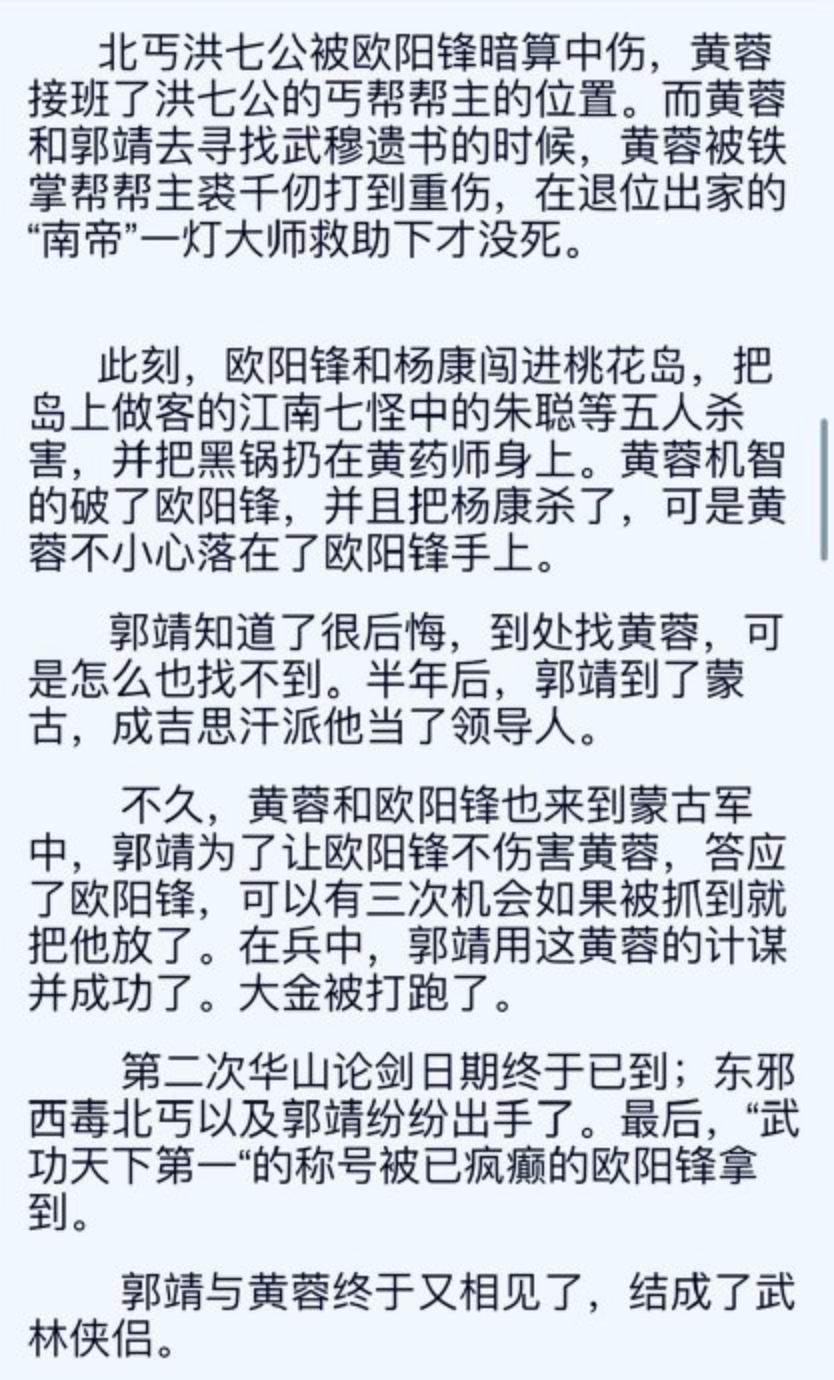 北丐洪七公被欧阳锋暗算中伤，黄蓉
接班了洪七公的丐帮帮主的位置。而黄蓉
和郭靖去寻找武穆遗书的时候，黄蓉被铁
掌帮帮主裘千仞打到重伤，在退位出家的
“南帝”一灯大师救助下才没死。
此刻，欧阳锋和杨康闯进桃花岛，把
岛上做客的江南七怪中的朱聪等五人杀
害，并把黑锅扔在黄药师身上。黄蓉机智
的破了欧阳锋，并且把杨康杀了，可是黄
蓉不小心落在了欧阳锋手上。
郭靖知道了很后悔，到处找黄蓉，可
是怎么也找不到。半年后，郭靖到了蒙
古，成吉思汗派他当了领导人。
不久，黄蓉和欧阳锋也来到蒙古军
中，郭靖为了让欧阳锋不伤害黄蓉，答应
了欧阳锋，可以有三次机会如果被抓到就
把他放了。在兵中，郭靖用这黄蓉的计谋
并成功了。大金被打跑了。
第二次华山论剑日期终于已到；东邪
西毒北丐以及郭靖纷纷出手了。最后，“武
功天下第一“的称号被已疯癫的欧阳锋拿
到。
郭靖与黄蓉终于又相见了，结成了武
林侠侣。